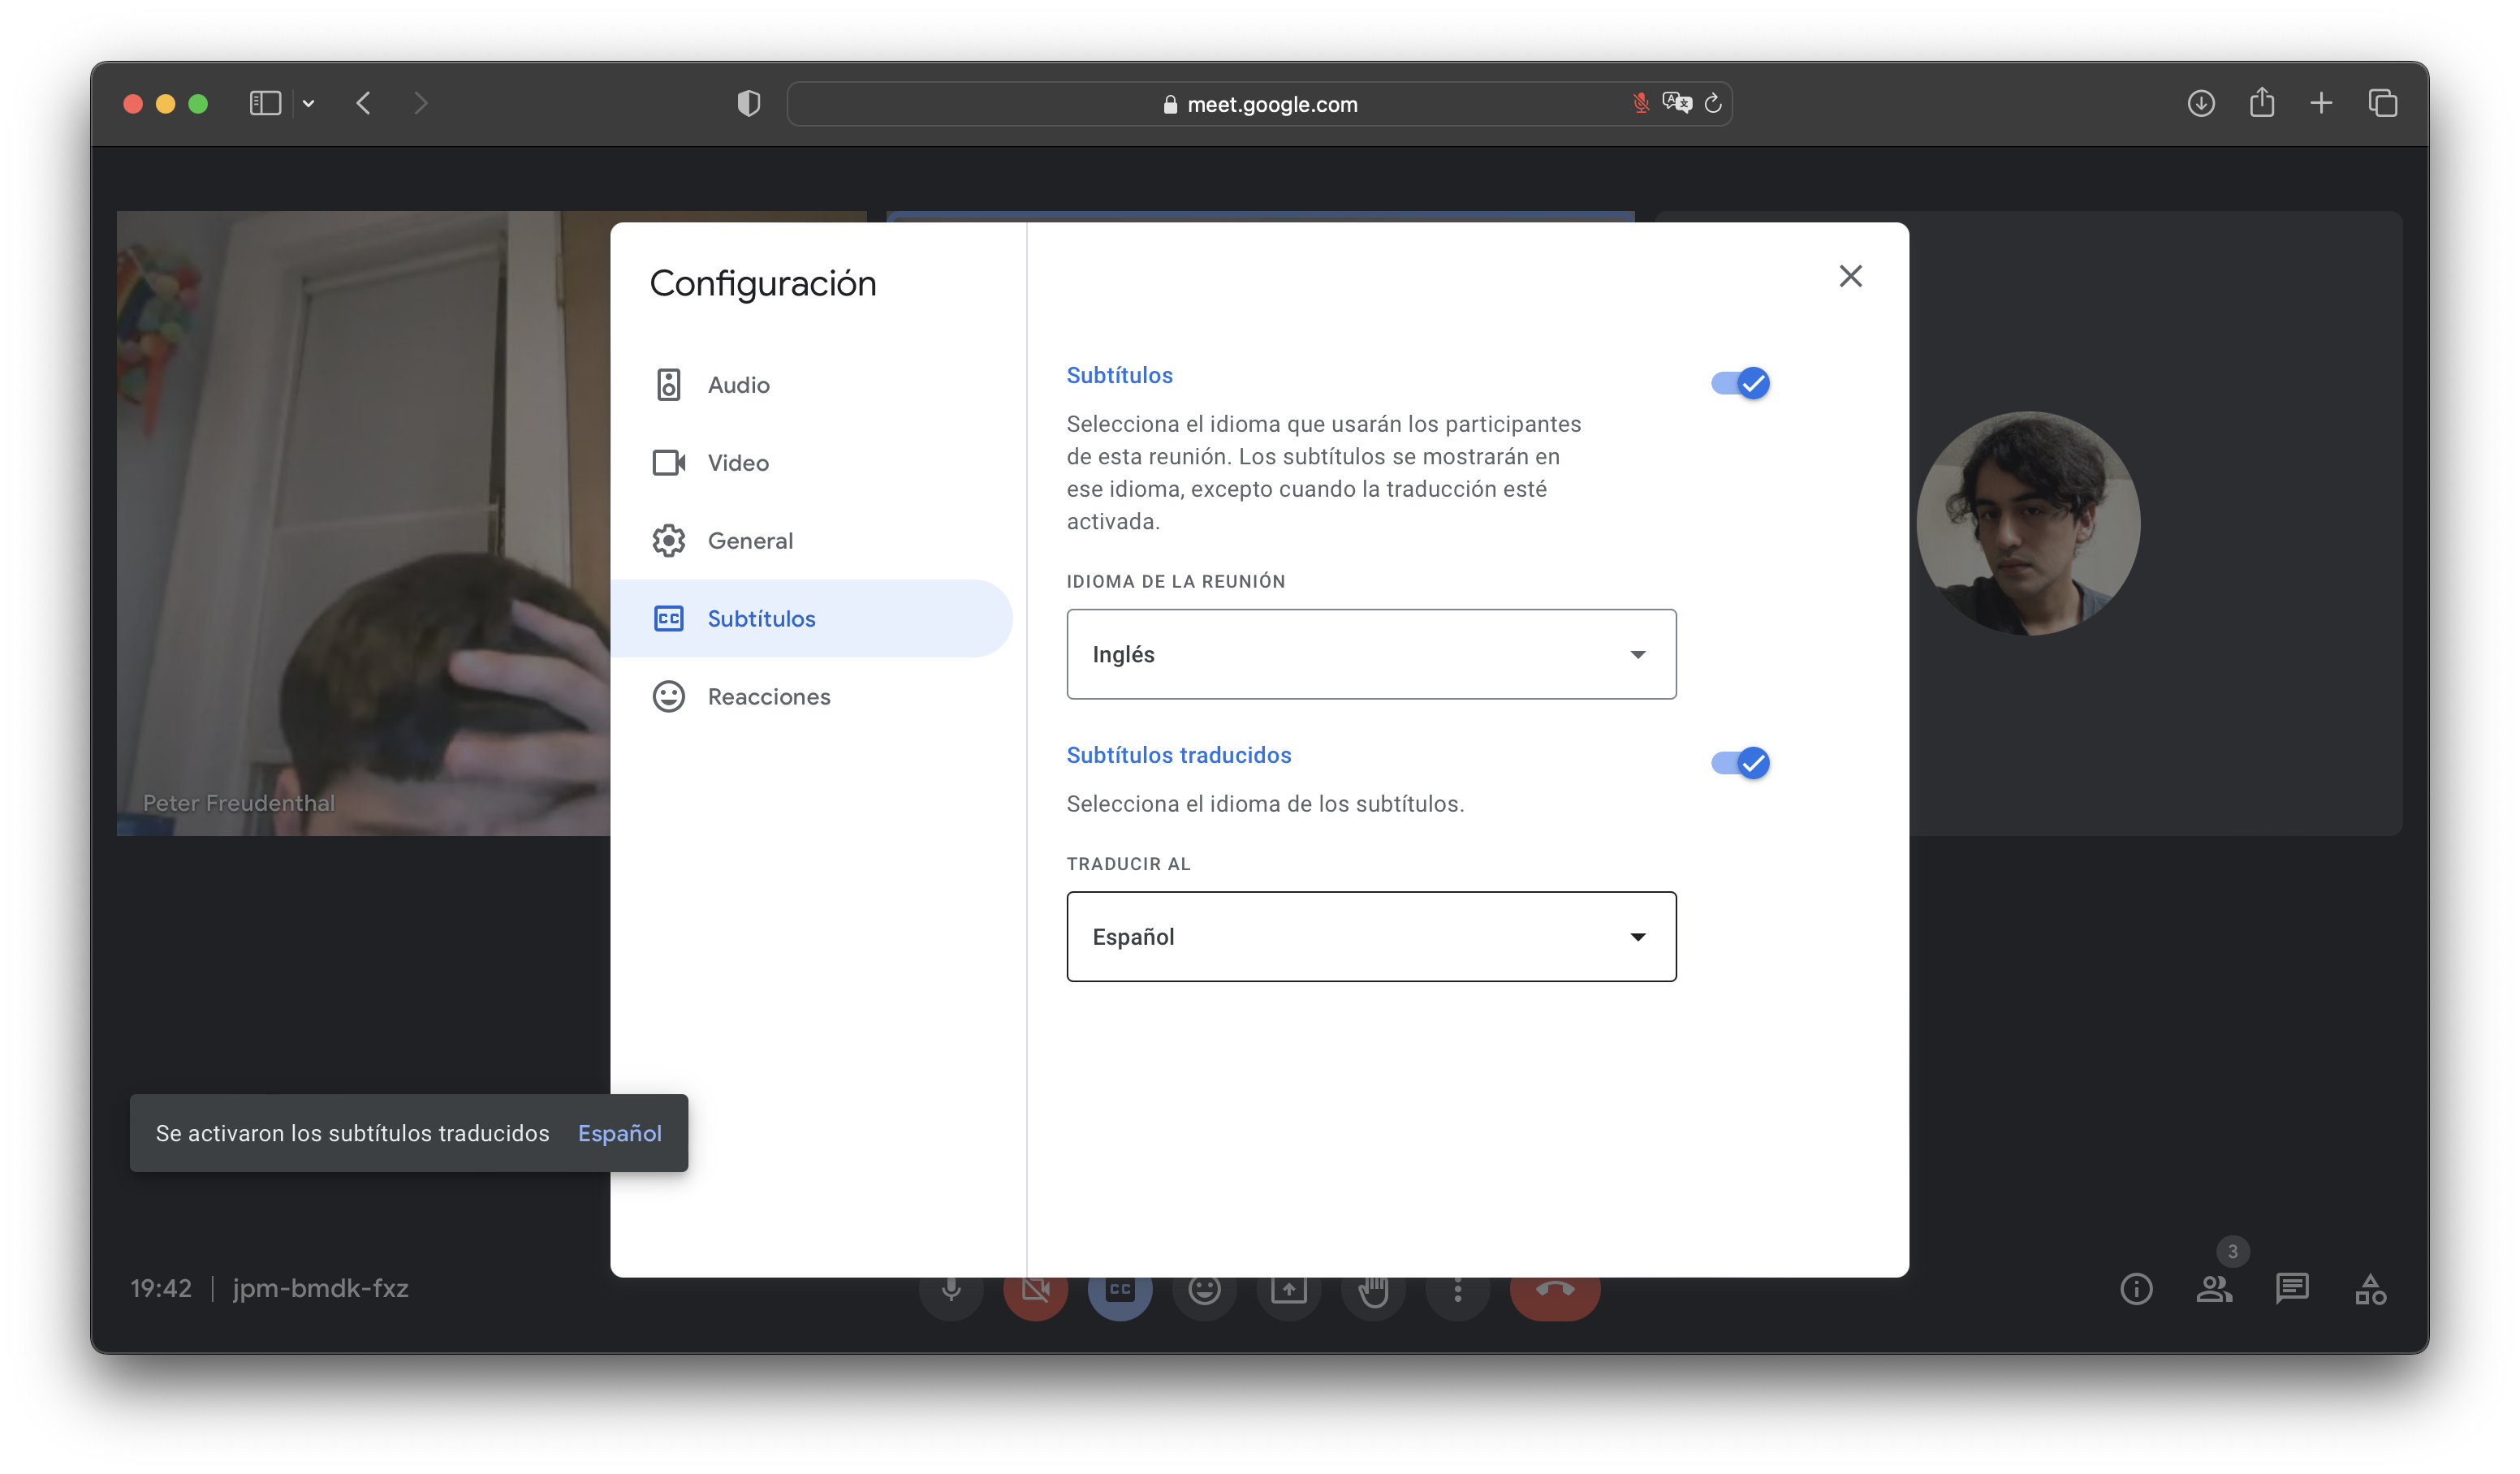 meet.google.com
Configuración
Audio
Video
General
CC Subtítulos
Reacciones
Subtítulos
Selecciona el idioma que usarán los participantes
de esta reunión. Los subtítulos se mostrarán en
ese idioma, excepto cuando la traducción esté
activada.
IDIOMA DE LA REUNIÓN
Inglés
Subtítulos traducidos
Selecciona el idioma de los subtítulos.
TRADUCIR AL
Español
Peter Freudenthal
Se activaron los subtítulos traducidos Español
19:42 | jpm-bmdk-fxz
CC
3